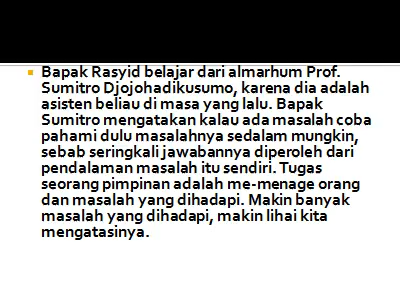 Bapak Rasyid belajar dari almarhum Prof.
Sumitro Djojohadikusumo, karena dia adalah
asisten beliau di masa yang lalu. Bapak
Sumitro mengatakan kalau ada masalah coba
pahami dulu masalahnya sedalam mungkin,
sebab seringkali jawabannya diperoleh dari
pendalaman masalah itu sendiri. Tugas
seorang pimpinan adalah me-menage orang
dan masalah yang dihadapi. Makin banyak
masalah yang dihadapi, makin lihai kita
mengatasinya.